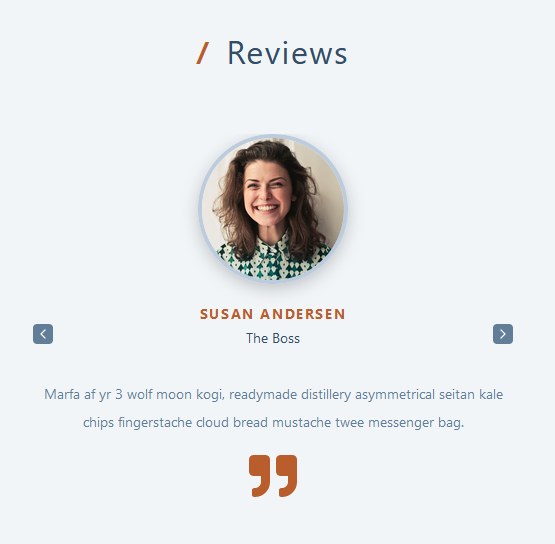 / Reviews
SUSAN ANDERSEN
The Boss
Marfa af yr 3 wolf moon kogi, readymade distillery asymmetrical seitan kale
chips fingerstache cloud bread mustache twee messenger bag.